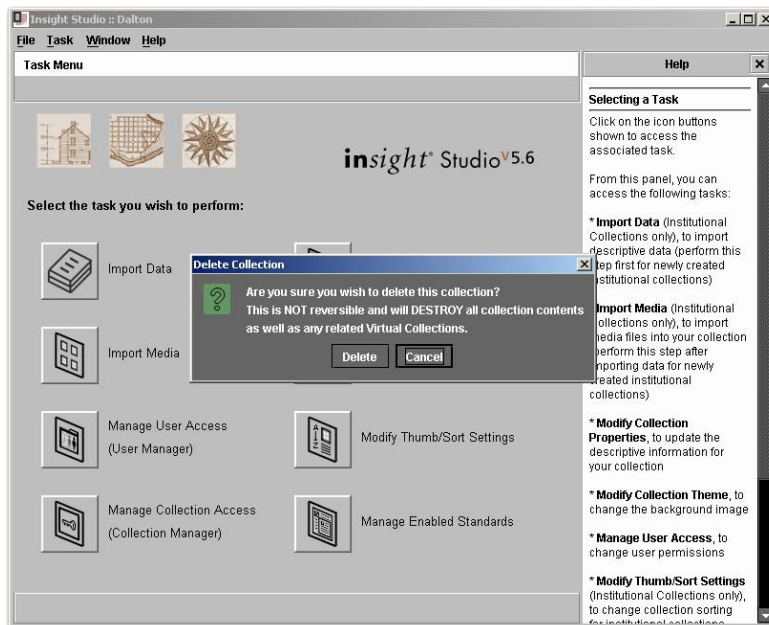 Insight Studio :: Dalton
File Task Window Help
Task Menu
insight° Studio V5.6
Select the task you wish to perform:
Import Data
Import Media
Manage User Access
(User Manager)
Modify Thumb/Sort Settings
Manage Collection Access
(Collection Manager)
Manage Enabled Standards
Delete Collection
Are you sure you wish to delete this collection?
This is NOT reversible and will DESTROY all collection contents
as well as any related Virtual Collections.
Delete Cancel
Help
Selecting a Task
Click on the icon buttons
shown to access the
associated task.
From this panel, you can
access the following tasks:
* Import Data (Institutional
Collections only), to import
descriptive data (perform this
step first for newly created
institutional collections)
Import Media (Institutional
Collections only), to import
media files into your collection
(perform this step after
importing data for newly
created institutional
collections)
* Modify Collection
Properties, to update the
descriptive information for
your collection
* Modify Collection Theme, to
change the background image
* Manage User Access, to
change user permissions
* Modify Thumb/Sort Settings
(Institutional Collections only),
to change collection sorting
for institutional collections